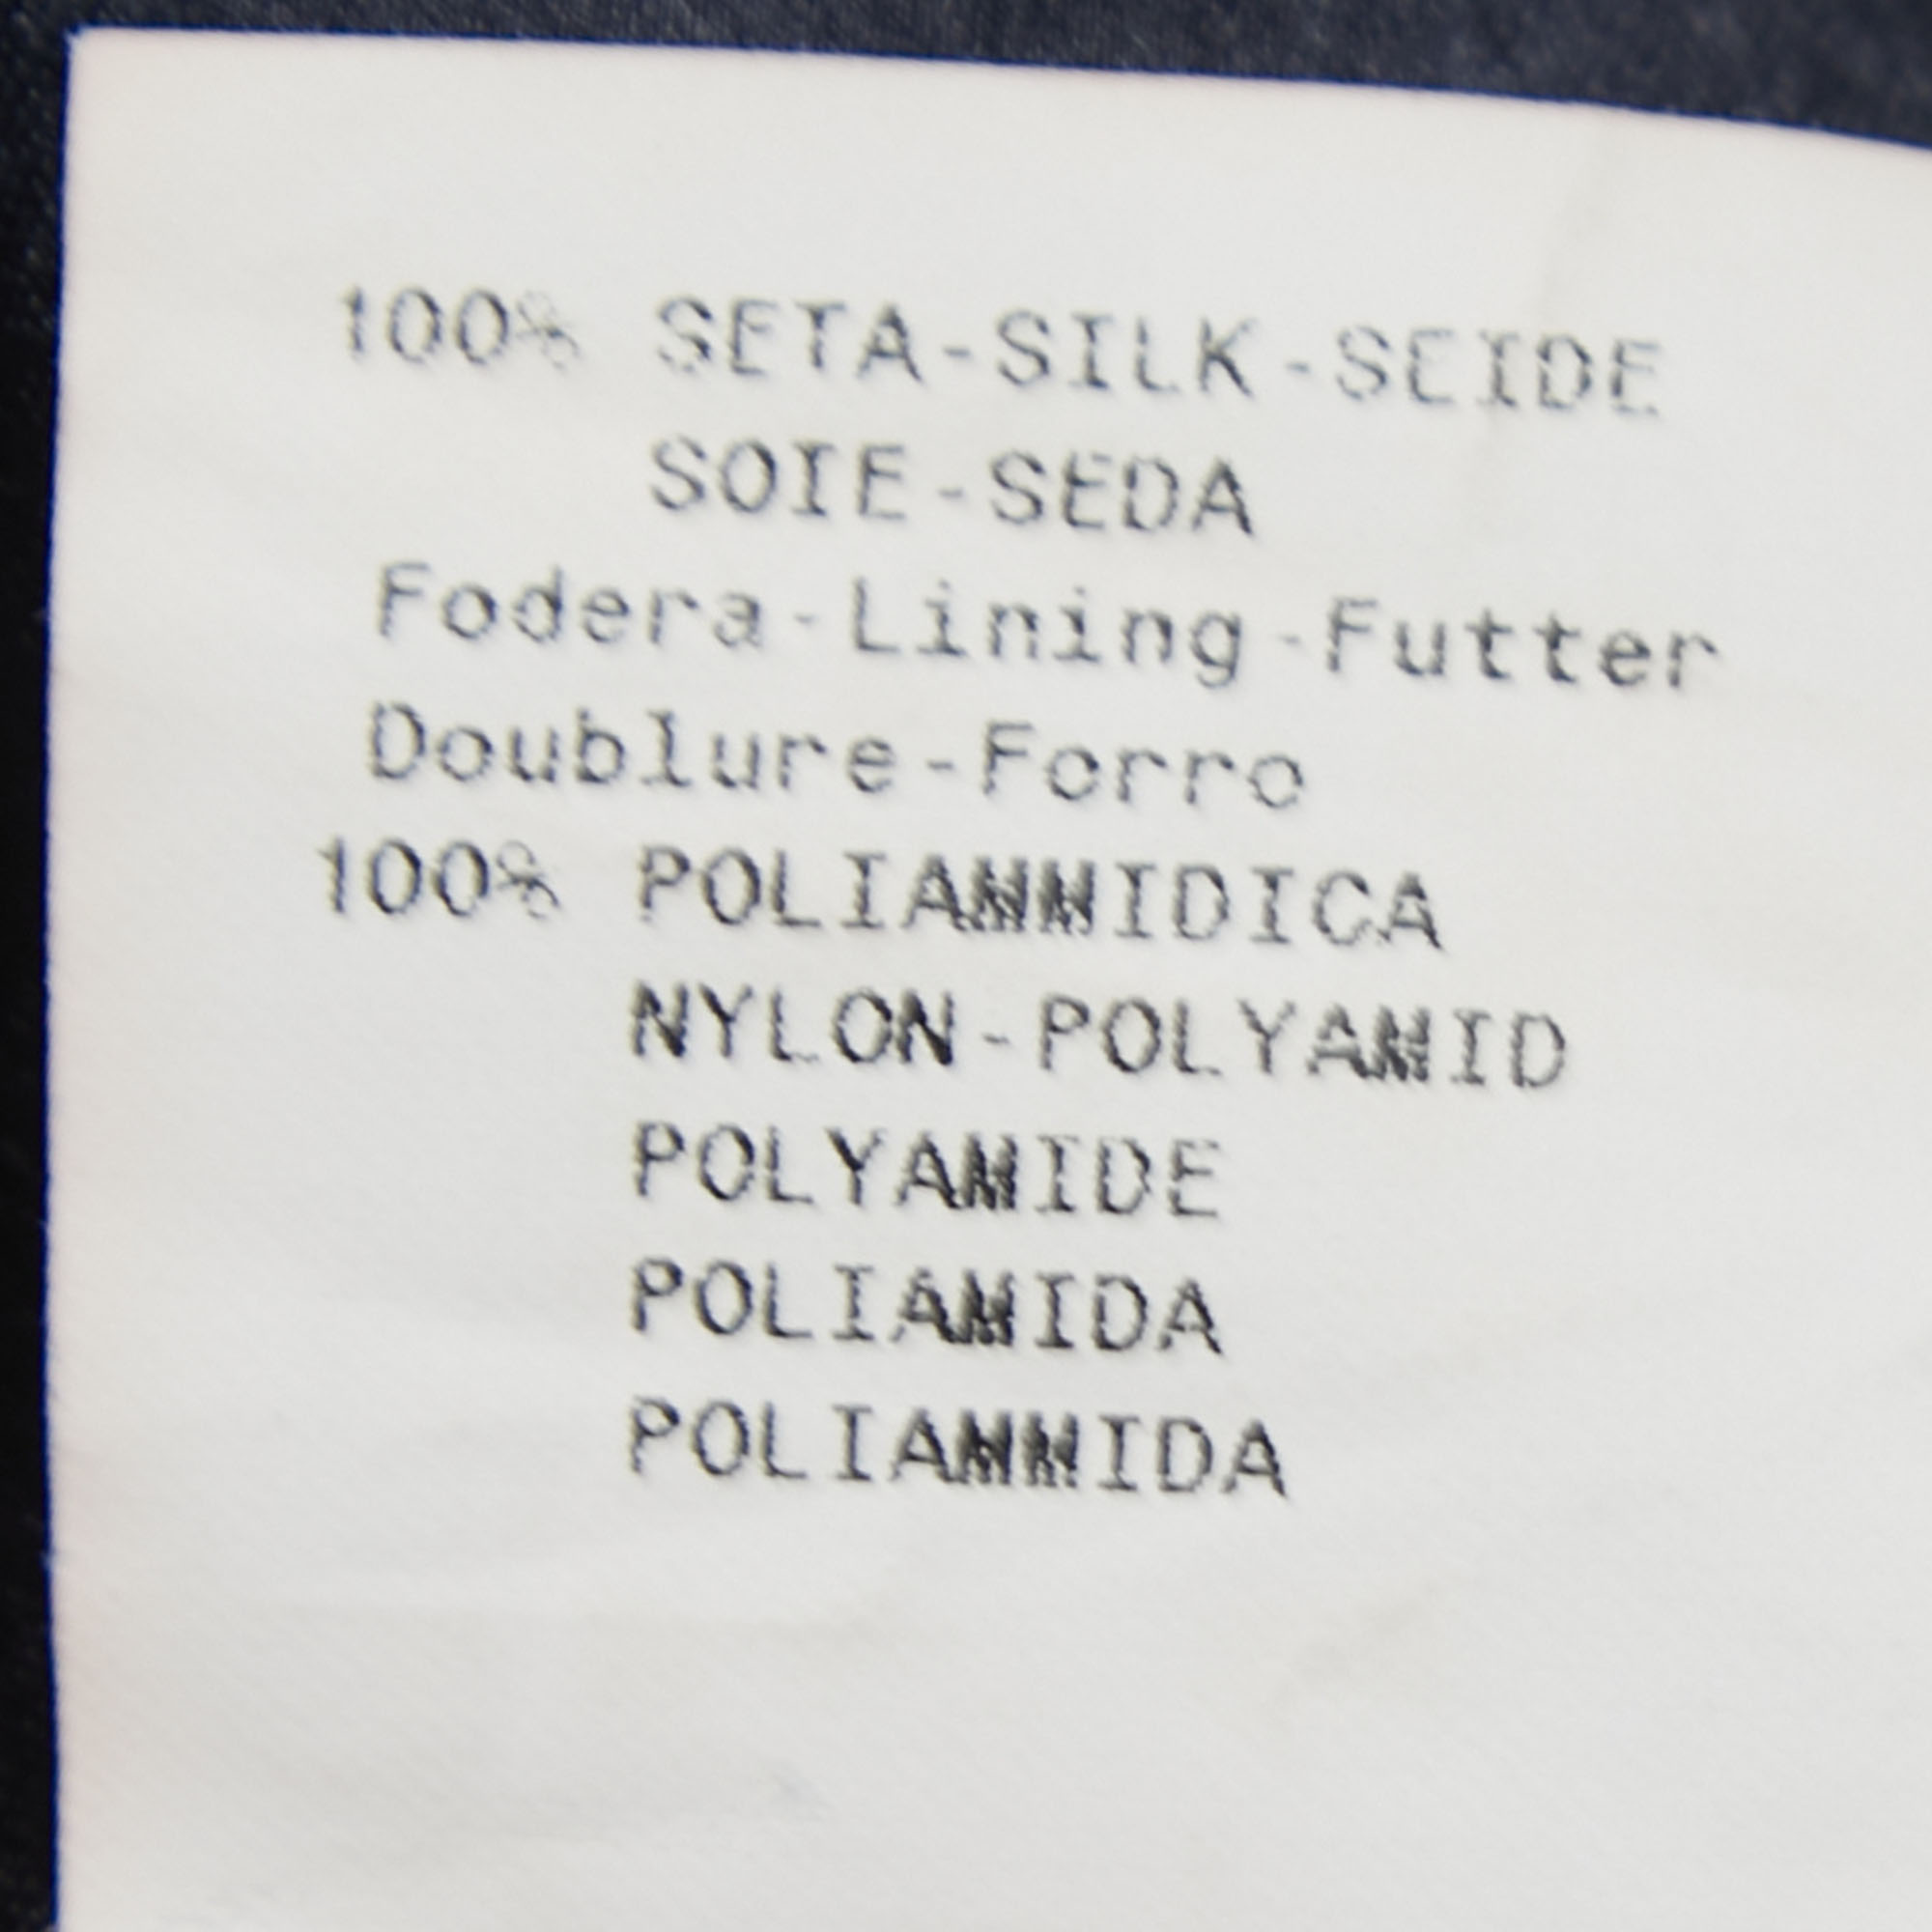 100% SETA-SILK-SEIDE
SOIE-SEDA
Fodera-Lining-Futter
Doublure-Forro
100% POLIAMMIDICA
NYLON-POLYAMID
POLYAMIDE
POLIAMIDA
POLIAMMIDA